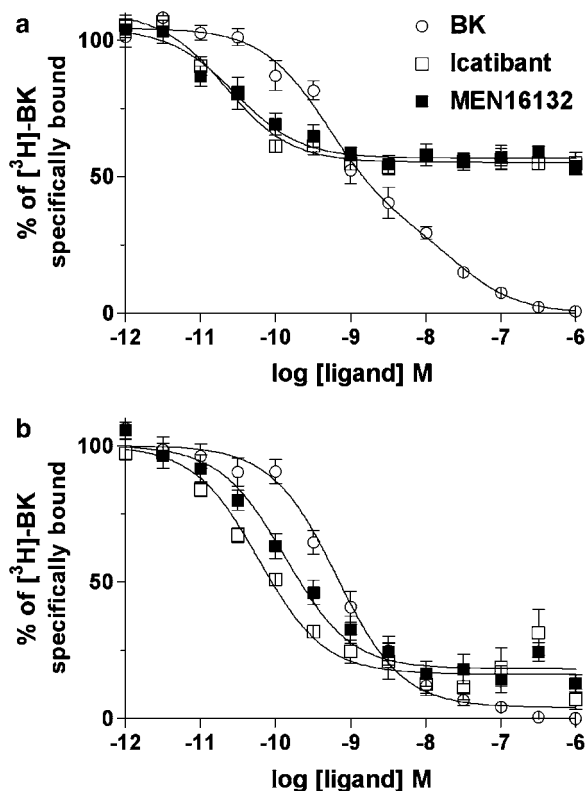 a
BK
Icatibant
MEN16132
% of [³H]-BK
specifically bound
100
50
0
-12 -11 -10 -9 -8 -7 -6
log [ligand] M
b
% of [³H]-BK
specifically bound
100
50
0
-12 -11 -10 -9 -8 -7 -6
log [ligand] M